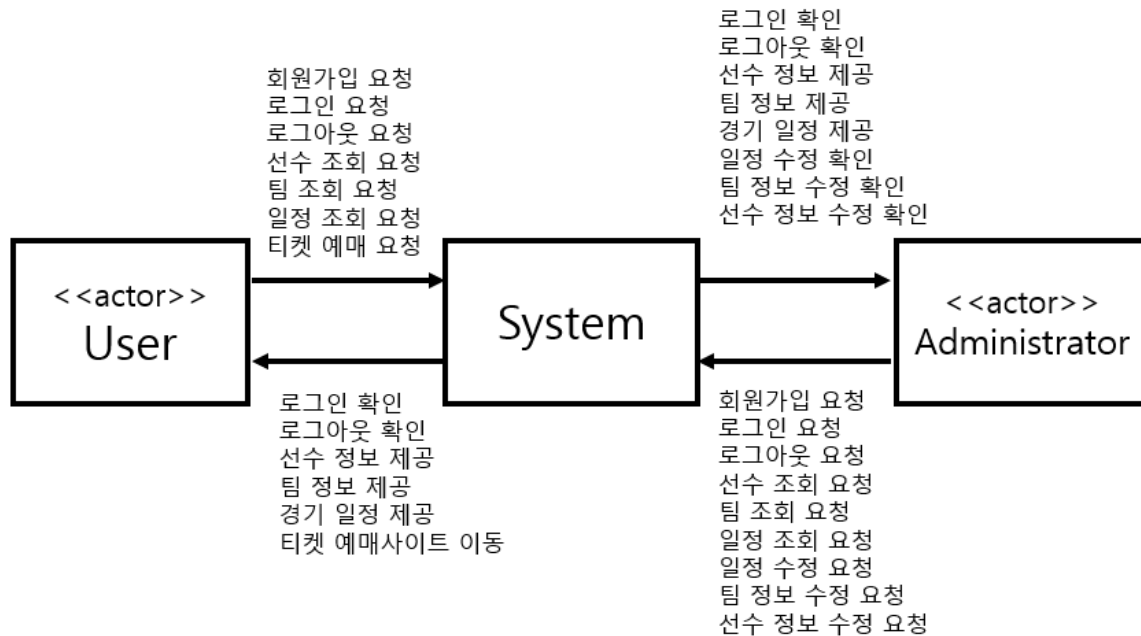 회원가입 요청
로그인 요청
로그아웃 요청
선수 조회 요청
팀 조회 요청
일정 조회 요청
티켓 예매 요청
로그인 확인
로그아웃 확인
선수 정보 제공
팀 정보 제공
경기 일정 제공
일정 수정 확인
팀 정보 수정 확인
선수 정보 수정 확인
<<actor>>
User
System
<<actor>>
Administrator
로그인 확인
로그아웃 확인
선수 정보 제공
팀 정보 제공
경기 일정 제공
티켓 예매사이트 이동
회원가입 요청
로그인 요청
로그아웃 요청
선수 조회 요청
팀 조회 요청
일정 조회 요청
일정 수정 요청
팀 정보 수정 요청
선수 정보 수정 요청